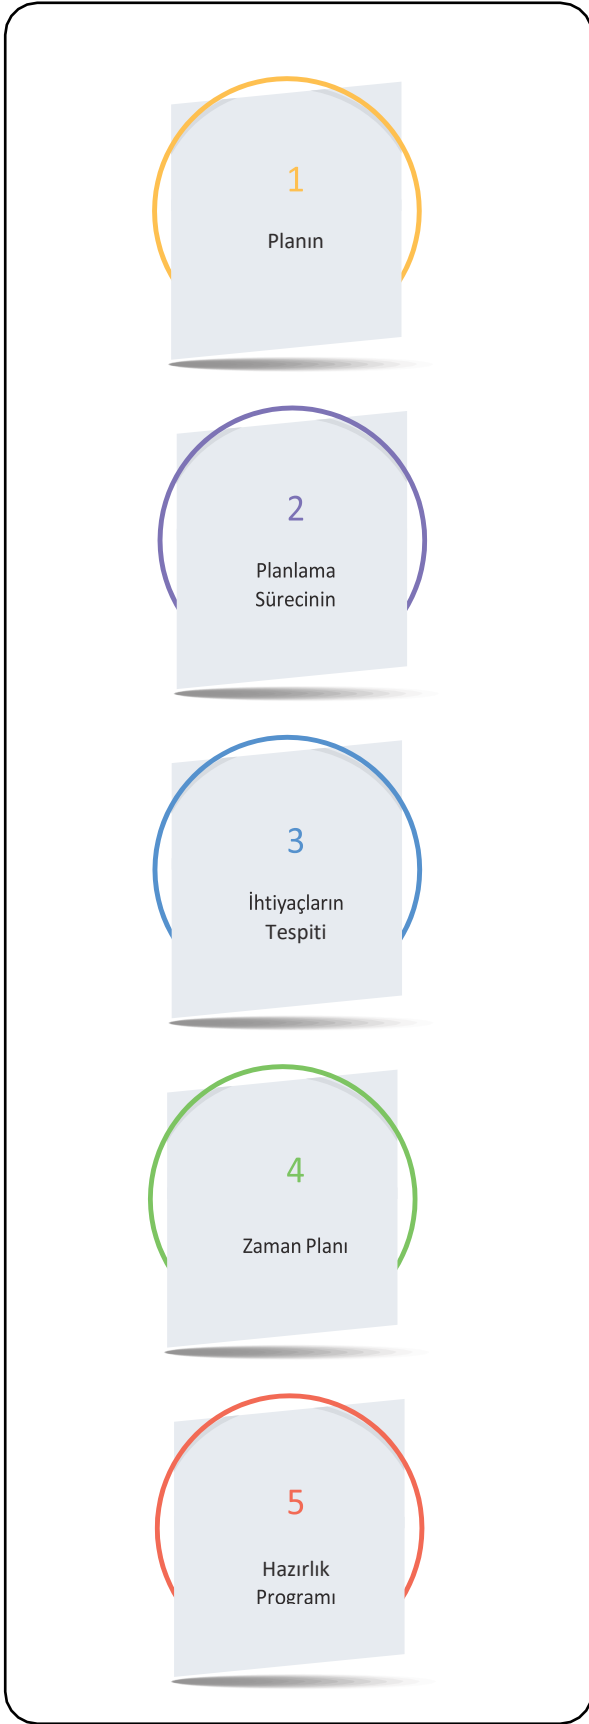 1
Planın
2
Planlama
Sürecinin
3
İhtiyaçların
Tespiti
4
Zaman Planı
5
Hazırlık
Programı